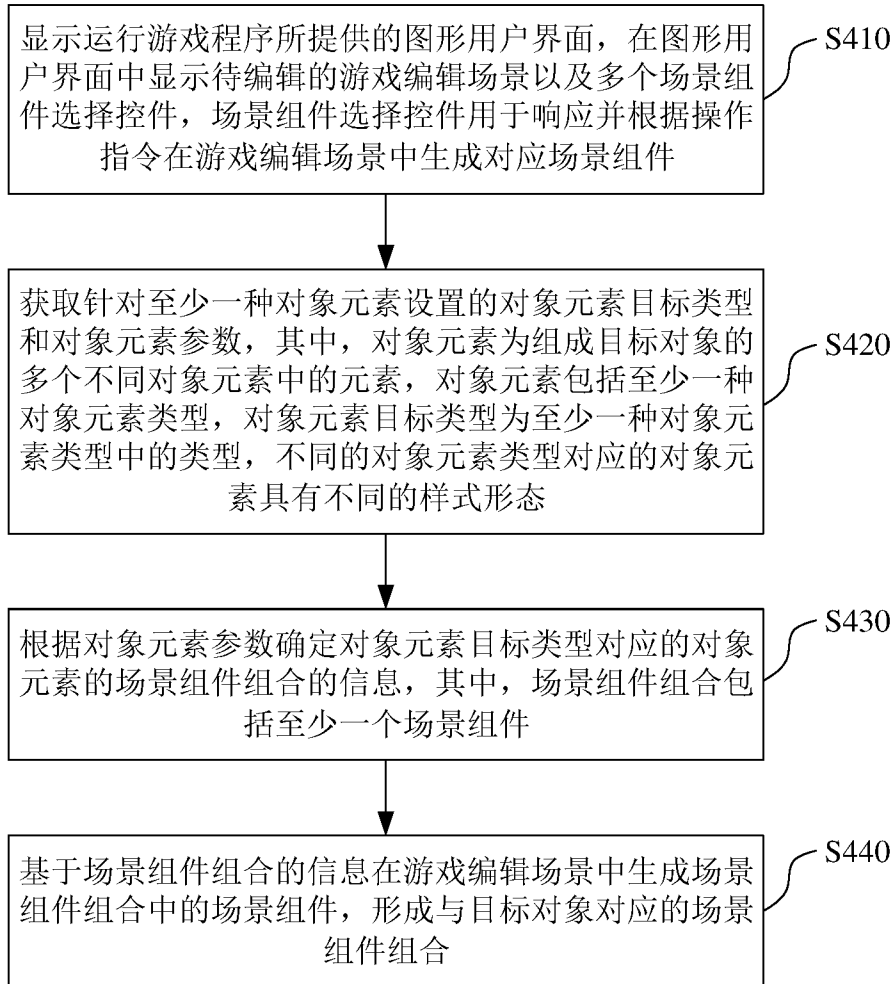 显示运行游戏程序所提供的图形用户界面，在图形用
户界面中显示待编辑的游戏编辑场景以及多个场景组
件选择控件，场景组件选择控件用于响应并根据操作
指令在游戏编辑场景中生成对应场景组件
S410
获取针对至少一种对象元素设置的对象元素目标类型
和对象元素参数，其中，对象元素为组成目标对象的
多个不同对象元素中的元素，对象元素包括至少一种
对象元素类型，对象元素目标类型为至少一种对象元
素类型中的类型，不同的对象元素类型对应的对象元
素具有不同的样式形态
S420
根据对象元素参数确定对象元素目标类型对应的对象
元素的场景组件组合的信息，其中，场景组件组合包
括至少一个场景组件
S430
基于场景组件组合的信息在游戏编辑场景中生成场景
组件组合中的场景组件，形成与目标对象对应的场景
组件组合
S440